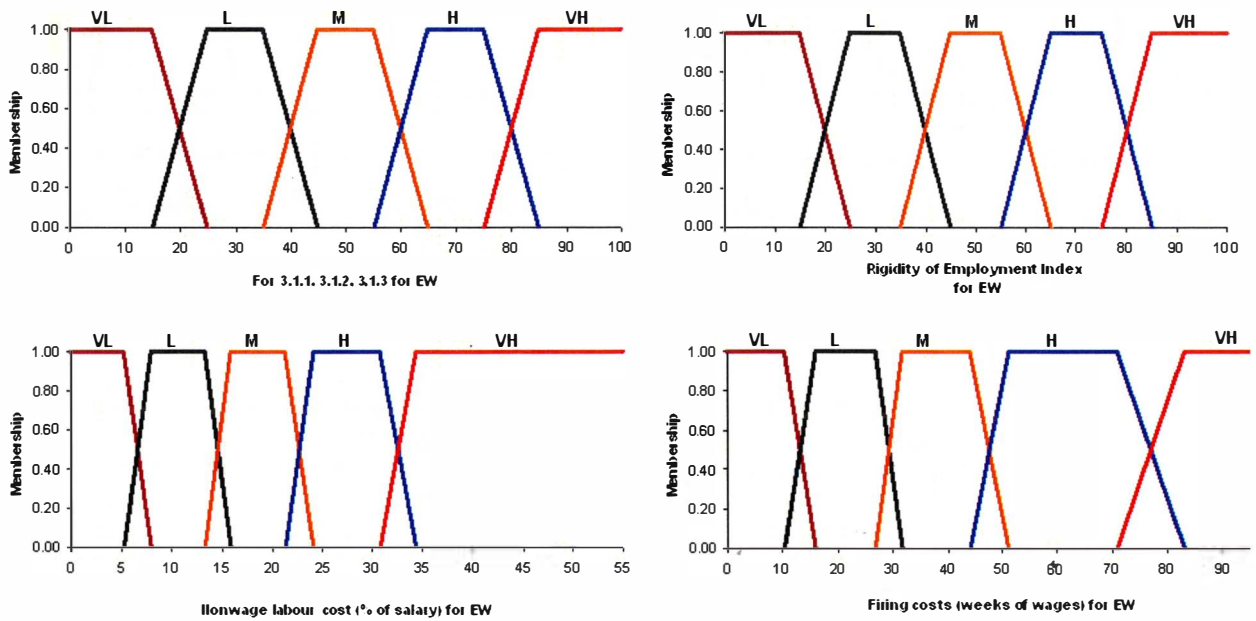 VL L M H VH
1.00
0.80
0.60
0.40
0.20
0.00
Membership
0 10 20 30 40 50 60 70 80 90 100
For 3.1.1, 3.1.2, 3.1.3 for EW
VL L M H VH
1.00
0.80
0.60
0.40
0.20
0.00
Membership
0 10 20 30 40 50 60 70 80 90 100
Rigidity of Employment Index
for EW
VL L M H VH
1.00
0.80
0.60
0.40
0.20
0.00
Membership
0 5 10 15 20 25 30 35 40 45 50 55
Nonwage labour cost (% of salary) for EW
VL L M H VH
1.00
0.80
0.60
0.40
0.20
0.00
Membership
0 10 20 30 40 50 60 70 80 90
Firing costs (weeks of wages) for EW